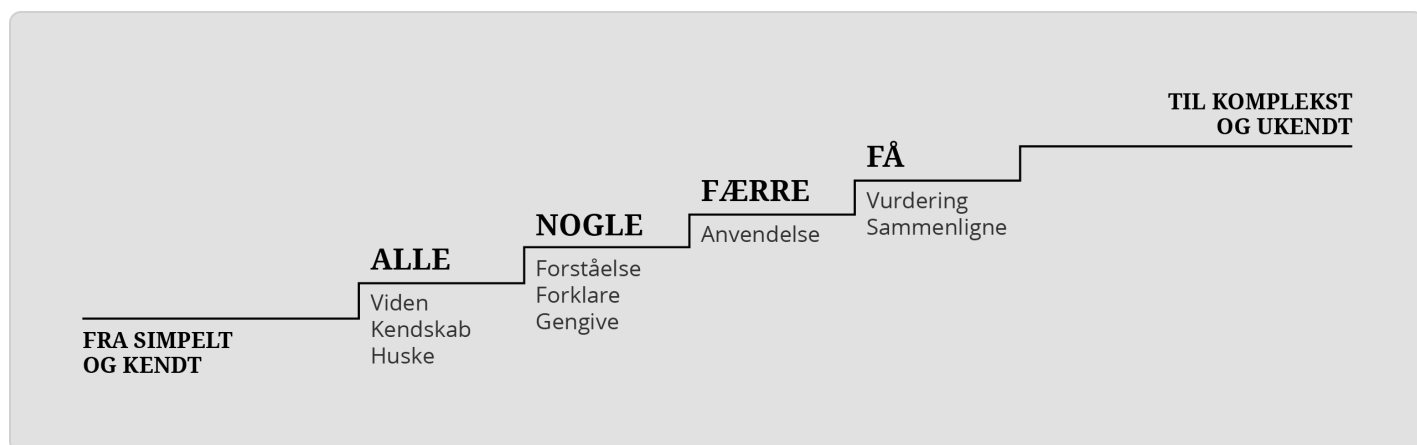 FRA SIMPELT
OG KENDT
ALLE
Viden
Kendskab
Huske
NOGLE
Forståelse
Forklare
Gengive
FÆRRE
Anvendelse
FÅ
Vurdering
Sammenligne
TIL KOMPLEKST
OG UKENDT